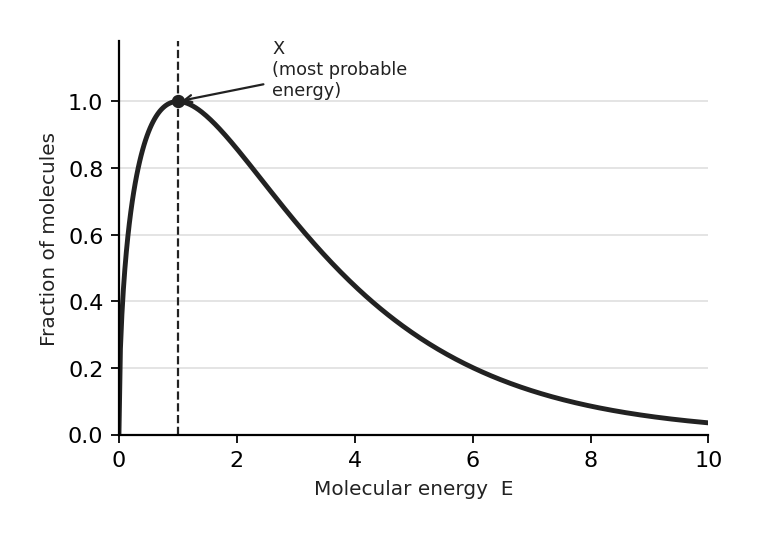 X
(most probable
energy)
1.0
0.8
0.6
0.4
0.2
0.0
Fraction of molecules
0 2 4 6 8 10
Molecular energy E